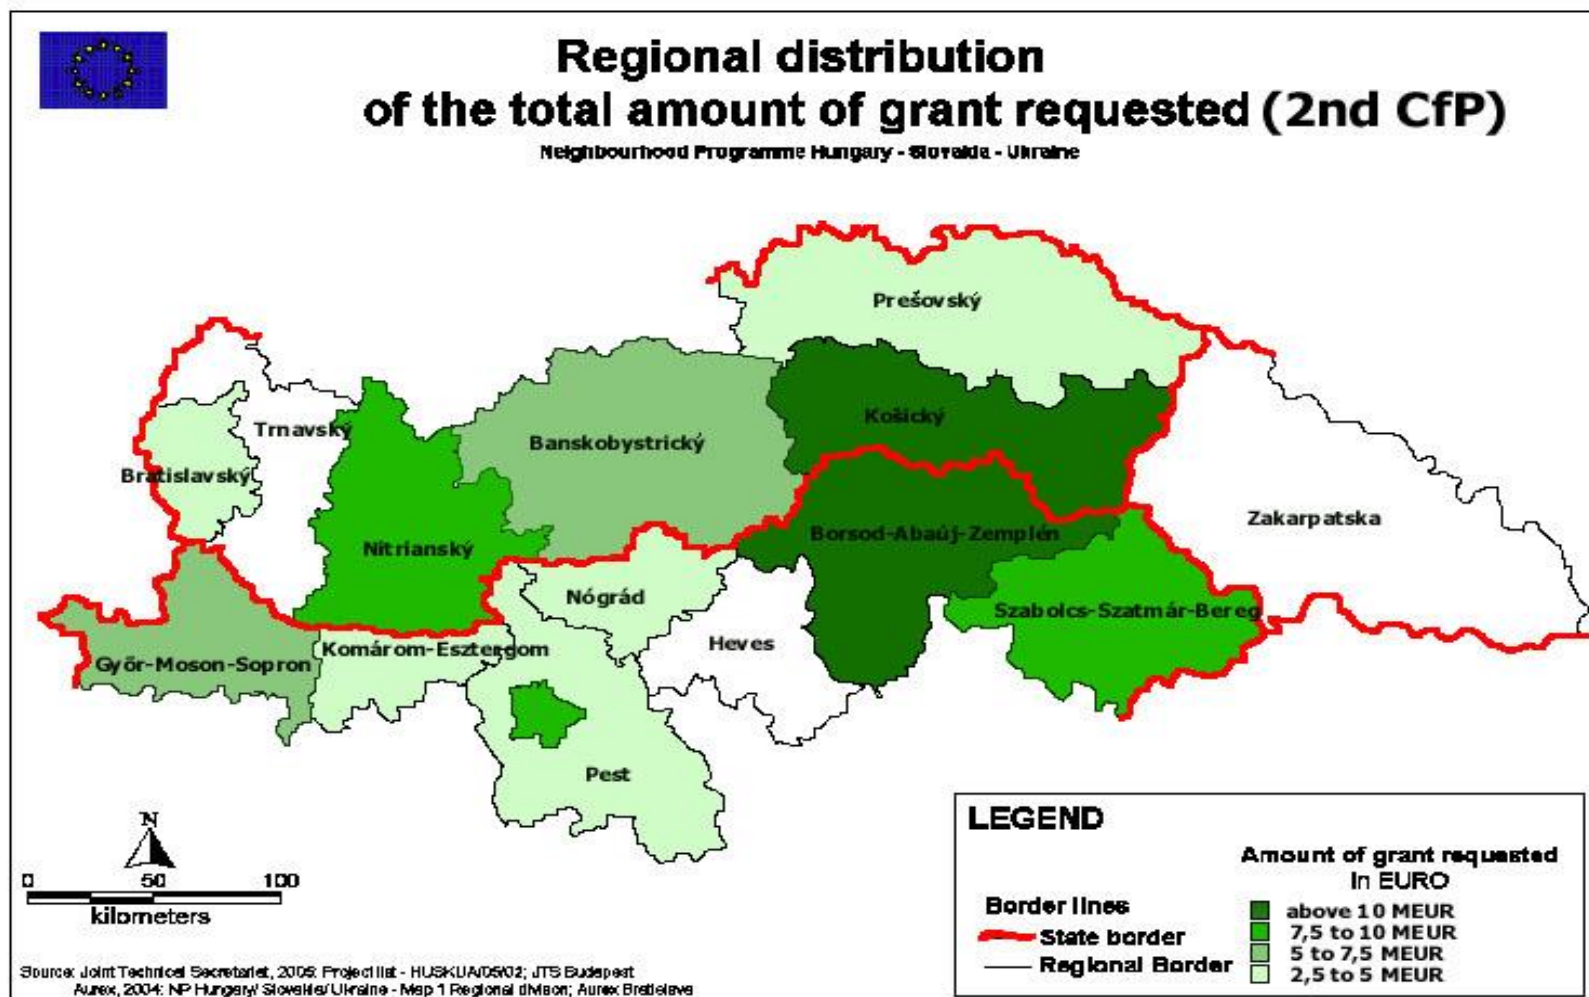 Regional distribution
of the total amount of grant requested (2nd CfP)
Neighbourhood Programme Hungary - Slovakia - Ukraine
Prešovský
Košický
Trnavský
Banskobystrický
Bratislavský
Zakarpatska
Borsod-Abaúj-Zemplén
Nitrianský
Nógrád
Szabolcs-Szatmár-Bereg
Heves
Komárom-Esztergom
Győr-Moson-Sopron
Pest
N
0 50 100
kilometers
LEGEND
Amount of grant requested
in EURO
Border lines
State border
Regional Border
above 10 MEUR
7,5 to 10 MEUR
5 to 7,5 MEUR
2,5 to 5 MEUR
Source: Joint Technical Secretariat, 2005: Project list - HUSKUA/05/02; JTS Budapest
Aurex, 2004: NP Hungary/ Slovakia/ Ukraine - Map 1 Regional division; Aurex Bratislava